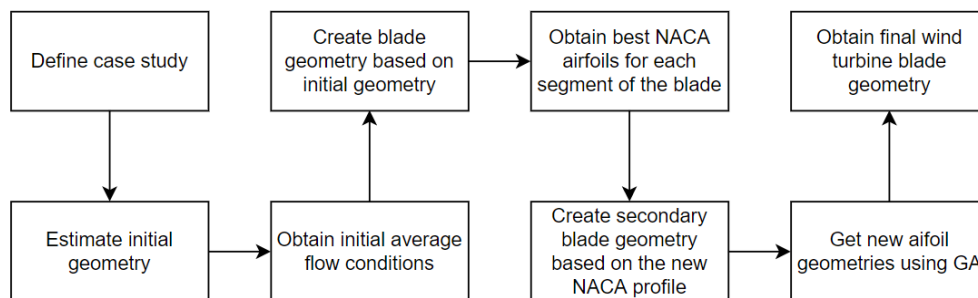 Define case study
Estimate initial
geometry
Obtain initial average
flow conditions
Create blade
geometry based on
initial geometry
Obtain best NACA
airfoils for each
segment of the blade
Create secondary
blade geometry
based on the new
NACA profile
Get new aifoil
geometries using GA
Obtain final wind
turbine blade
geometry